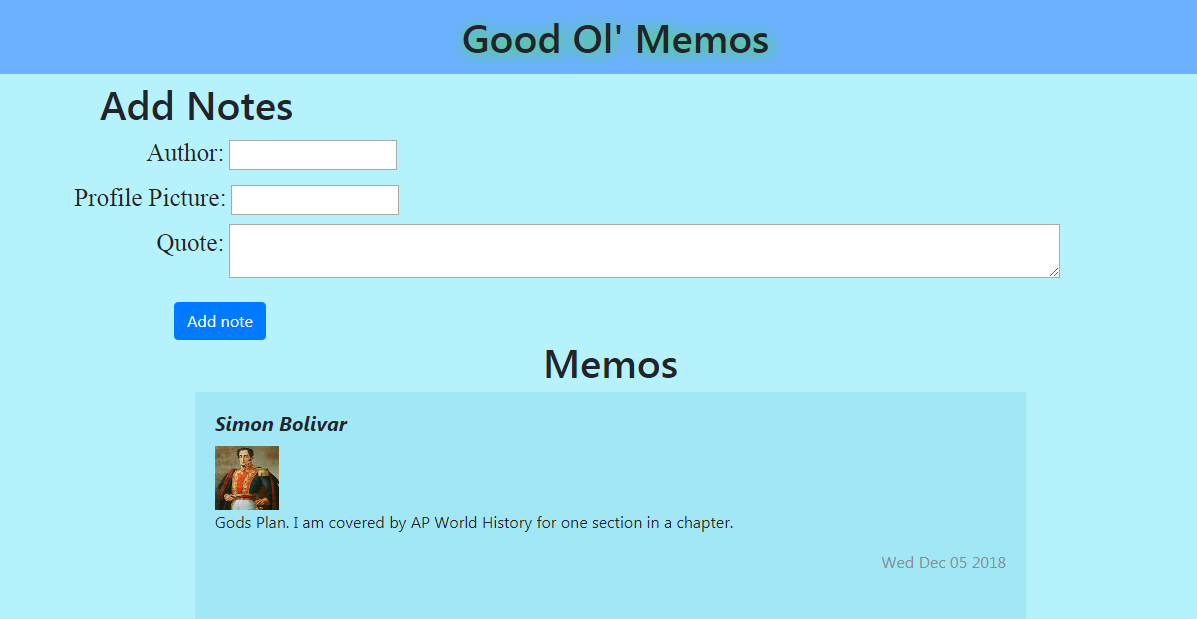 Good Ol' Memos
Add Notes
Author:
Profile Picture:
Quote:
Add note
Memos
Simon Bolivar
Gods Plan. I am covered by AP World History for one section in a chapter.
Wed Dec 05 2018